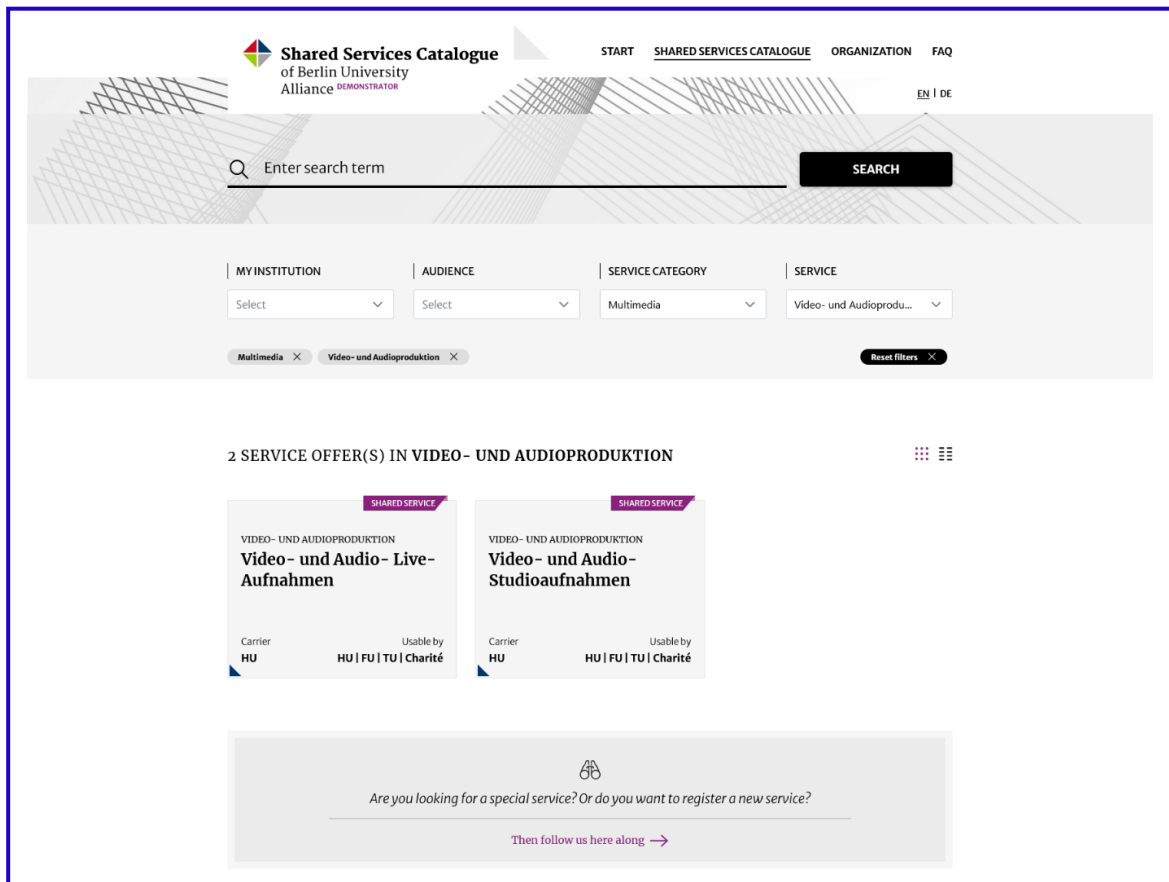 Shared Services Catalogue
of Berlin University
Alliance DEMONSTRATOR
START SHARED SERVICES CATALOGUE ORGANIZATION FAQ
EN | DE
Enter search term
SEARCH
MY INSTITUTION AUDIENCE SERVICE CATEGORY SERVICE
Select Select Multimedia Video- und Audioprodu...
Multimedia Video- und Audioproduktion Reset filters
2 SERVICE OFFER(S) IN VIDEO- UND AUDIOPRODUKTION
SHARED SERVICE
VIDEO- UND AUDIOPRODUKTION
Video- und Audio- Live-
Aufnahmen
Carrier Usable by
HU HU | FU | TU | Charité
SHARED SERVICE
VIDEO- UND AUDIOPRODUKTION
Video- und Audio-
Studioaufnahmen
Carrier Usable by
HU HU | FU | TU | Charité
Are you looking for a special service? Or do you want to register a new service?
Then follow us here along